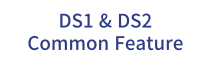 DS1 & DS2
Common Feature